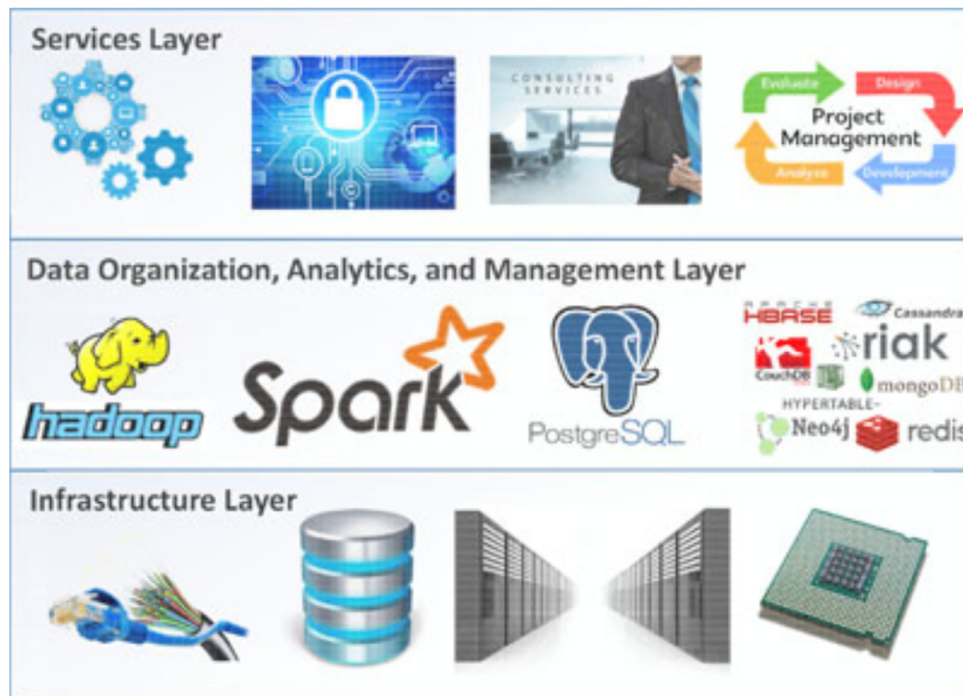 Services Layer
CONSULTING
SERVICES
Evaluate
Design
Project
Management
Analyze
Development
Data Organization, Analytics, and Management Layer
hadoop
Spark
PostgreSQL
APACHE
HBASE
Cassandra
riak
CouchDB
mongoDB
HYPERTABLE
Neo4j
redis
Infrastructure Layer